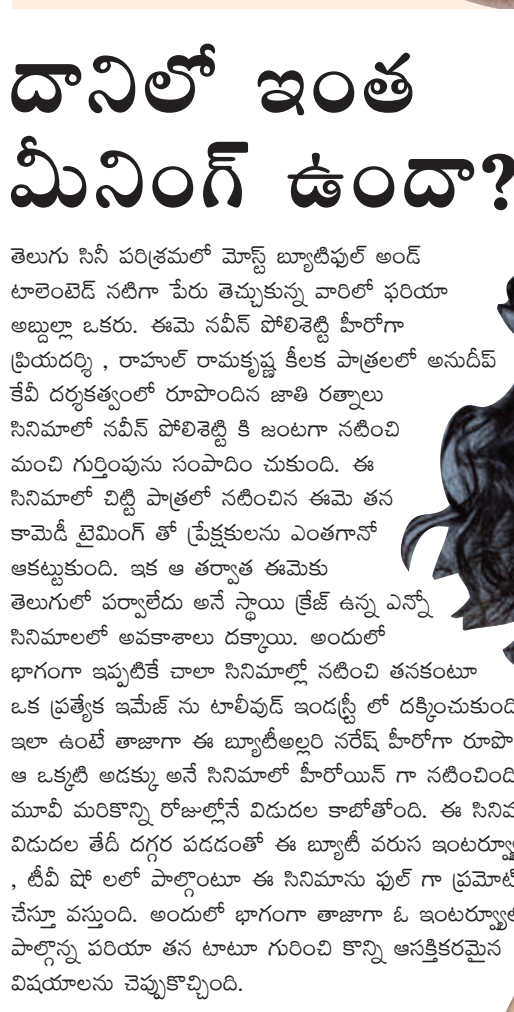 దానిలో ఇంత
మీనింగ్ ఉందా?
తెలుగు సినీ పరిశ్రమలో మోస్ట్ బ్యూటిఫుల్ అండ్
టాలెంటెడ్ నటిగా పేరు తెచ్చుకున్న వారిలో ఫరియా
అబ్దుల్లా ఒకరు. ఈమె నవీన్ పోలిశెట్టి హీరోగా
ప్రియదర్శి , రాహుల్ రామకృష్ణ కీలక పాత్రలలో అనుదీప్
కేవీ దర్శకత్వంలో రూపొందిన జాతి రత్నాలు
సినిమాలో నవీన్ పోలిశెట్టి కి జంటగా నటించి
మంచి గుర్తింపును సంపాదిం చుకుంది. ఈ
సినిమాలో చిట్టి పాత్రలో నటించిన ఈమె తన
కామెడీ టైమింగ్ తో ప్రేక్షకులను ఎంతగానో
ఆకట్టుకుంది. ఇక ఆ తర్వాత ఈమెకు
తెలుగులో పర్వాలేదు అనే స్థాయి క్రేజ్ ఉన్న ఎన్నో
సినిమాలలో అవకాశాలు దక్కాయి. అందులో
భాగంగా ఇప్పటికే చాలా సినిమాల్లో నటించి తనకంటూ
ఒక ప్రత్యేక ఇమేజ్ ను టాలీవుడ్ ఇండస్ట్రీ లో దక్కించుకుంది
ఇలా ఉంటే తాజాగా ఈ బ్యూటీఅల్లరి నరేష్ హీరోగా రూపొ
ఆ ఒక్కటి అడక్కు అనే సినిమాలో హీరోయిన్ గా నటించింది
మూవీ మరికొన్ని రోజుల్లోనే విడుదల కాబోతోంది. ఈ సినిమ
విడుదల తేదీ దగ్గర పడడంతో ఈ బ్యూటీ వరుస ఇంటర్వ్యూ
, టీవీ షో లలో పాల్గొంటూ ఈ సినిమాను ఫుల్ గా ప్రమోట్
చేస్తూ వస్తుంది. అందులో భాగంగా తాజాగా ఓ ఇంటర్వ్యూల
పాల్గొన్న పరియా తన టాటూ గురించి కొన్ని ఆసక్తికరమైన
విషయాలను చెప్పుకొచ్చింది.